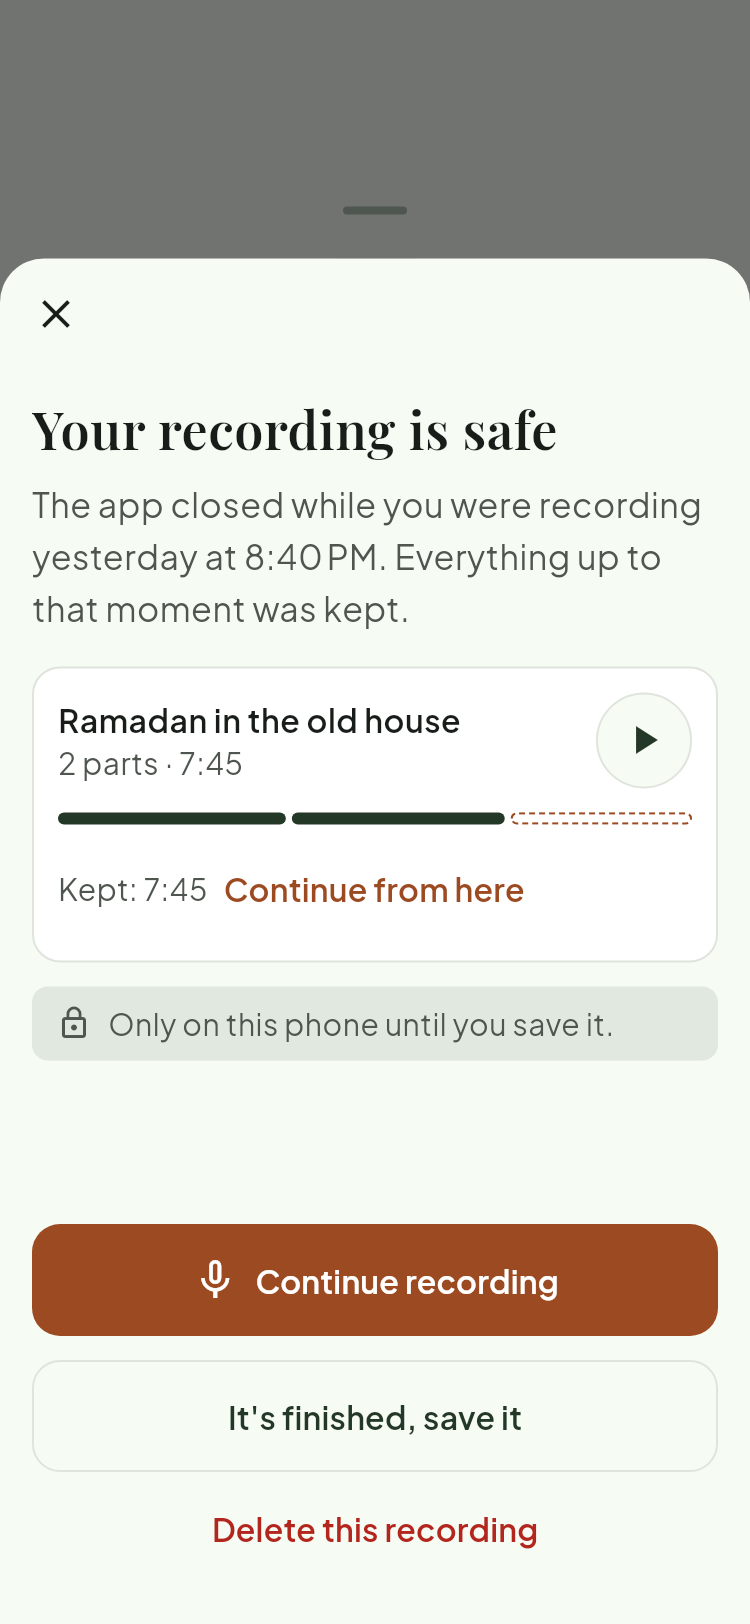 Your recording is safe
The app closed while you were recording
yesterday at 8:40 PM. Everything up to
that moment was kept.
Ramadan in the old house
2 parts · 7:45
Kept: 7:45 Continue from here
Only on this phone until you save it.
Continue recording
It's finished, save it
Delete this recording